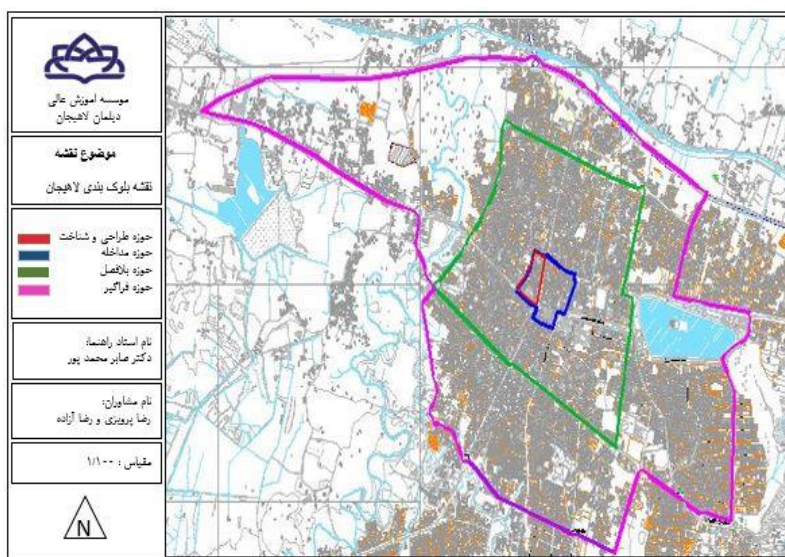 موسسه آموزش عالی
دیلمان لاهیجان
موضوع نقشه
نقشه بلوک بندی لاهیجان
حوزه طراحی و شناخت
حوزه مداخله
حوزه بلافصل
حوزه فراگیر
نام استاد راهنما:
دکتر صابر محمد پور
نام مشاوران:
رضا پرویزی و رضا آزاده
مقیاس : ۱/۱۰۰
N